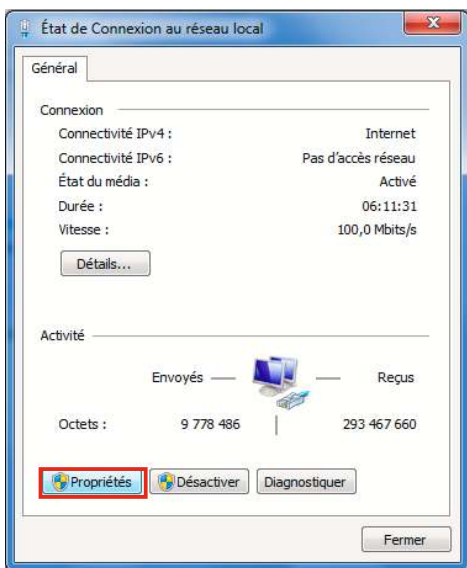 État de Connexion au réseau local
Général
Connexion
Connectivité IPv4 : Internet
Connectivité IPv6 : Pas d'accès réseau
État du média : Activé
Durée : 06:11:31
Vitesse : 100,0 Mbits/s
Détails...
Activité
Envoyés — — Reçus
Octets : 9 778 486 | 293 467 660
Propriétés Désactiver Diagnostiquer
Fermer